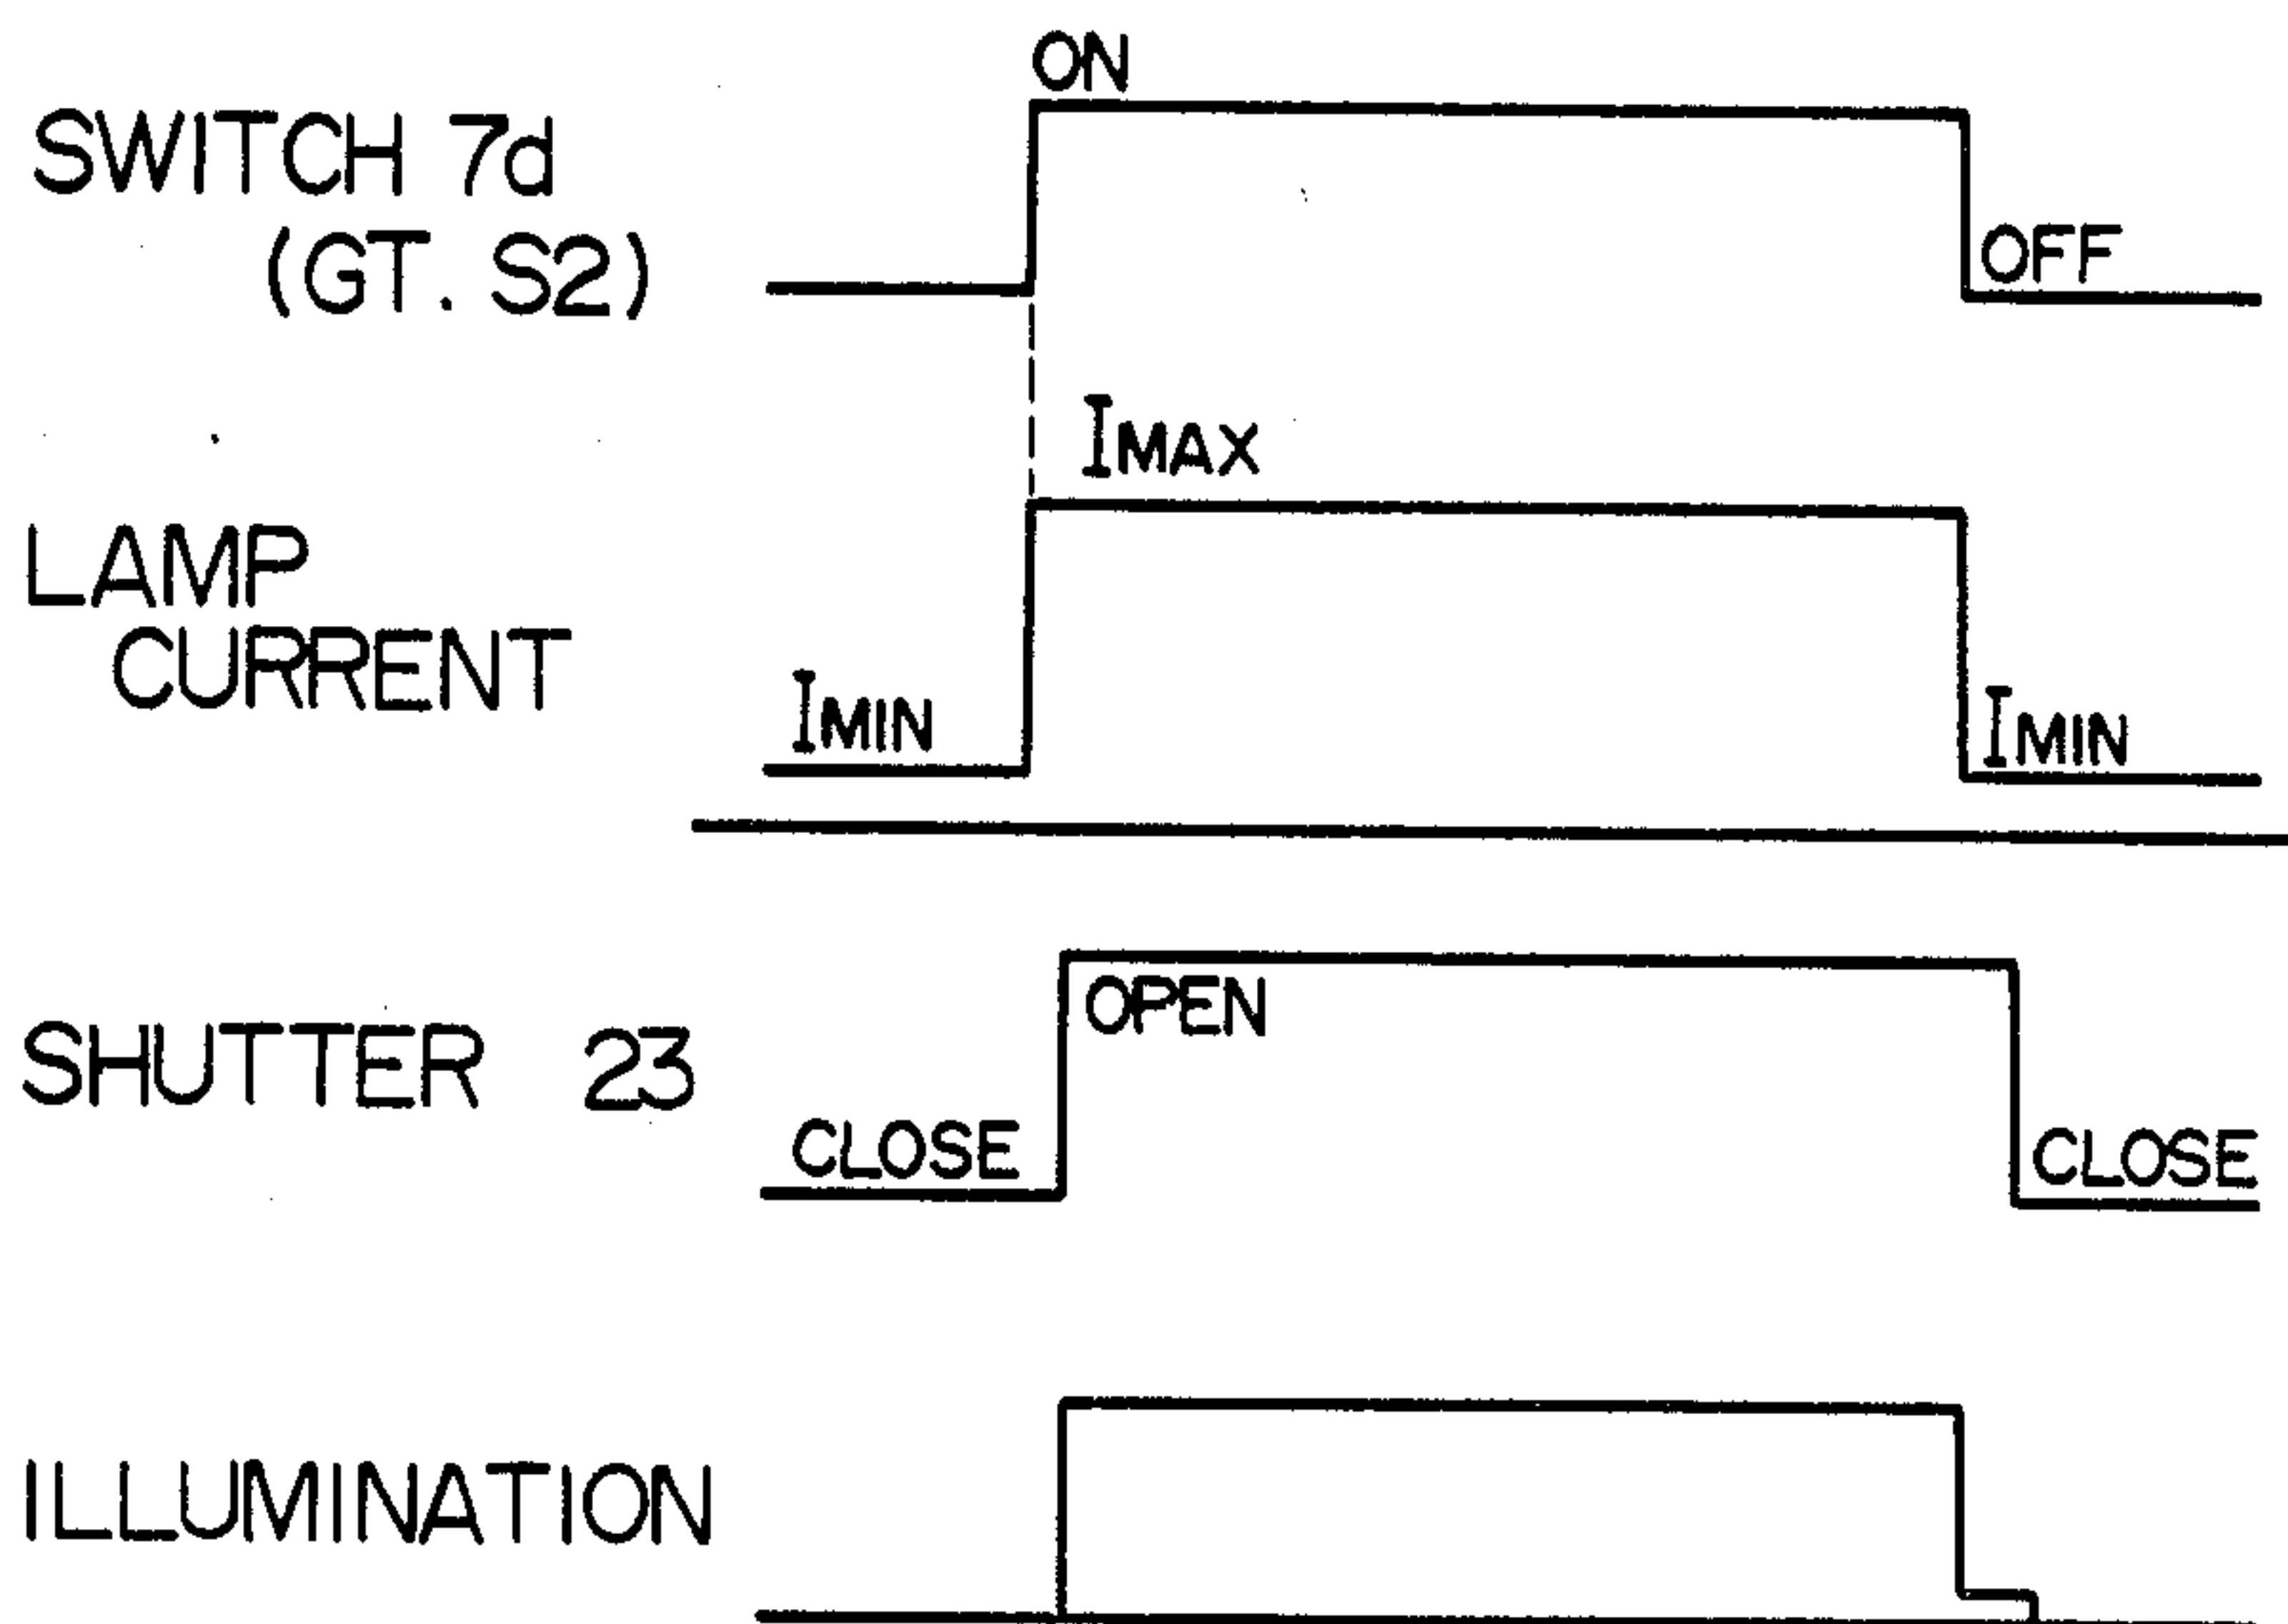 ON
SWITCH 7d
(GT. S2)
OFF
IMAX
LAMP
CURRENT
IMIN
IMIN
OPEN
SHUTTER 23
CLOSE
CLOSE
ILLUMINATION